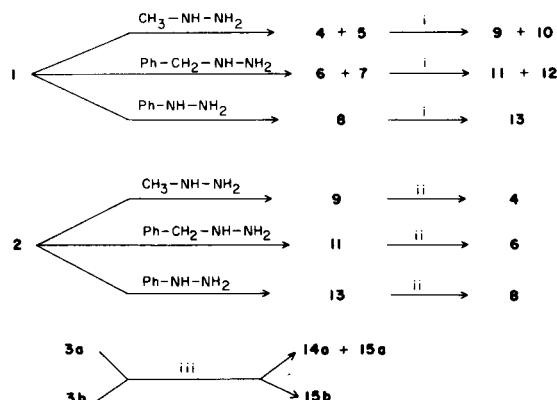 CH3-NH-NH2
4 + 5 i 9 + 10
1 Ph-CH2-NH-NH2 6 + 7 i 11 + 12
Ph-NH-NH2
8 i 13
CH3-NH-NH2
9 ii 4
2 Ph-CH2-NH-NH2 11 ii 6
Ph-NH-NH2
13 ii 8
3a iii 14a + 15a
3b 15b